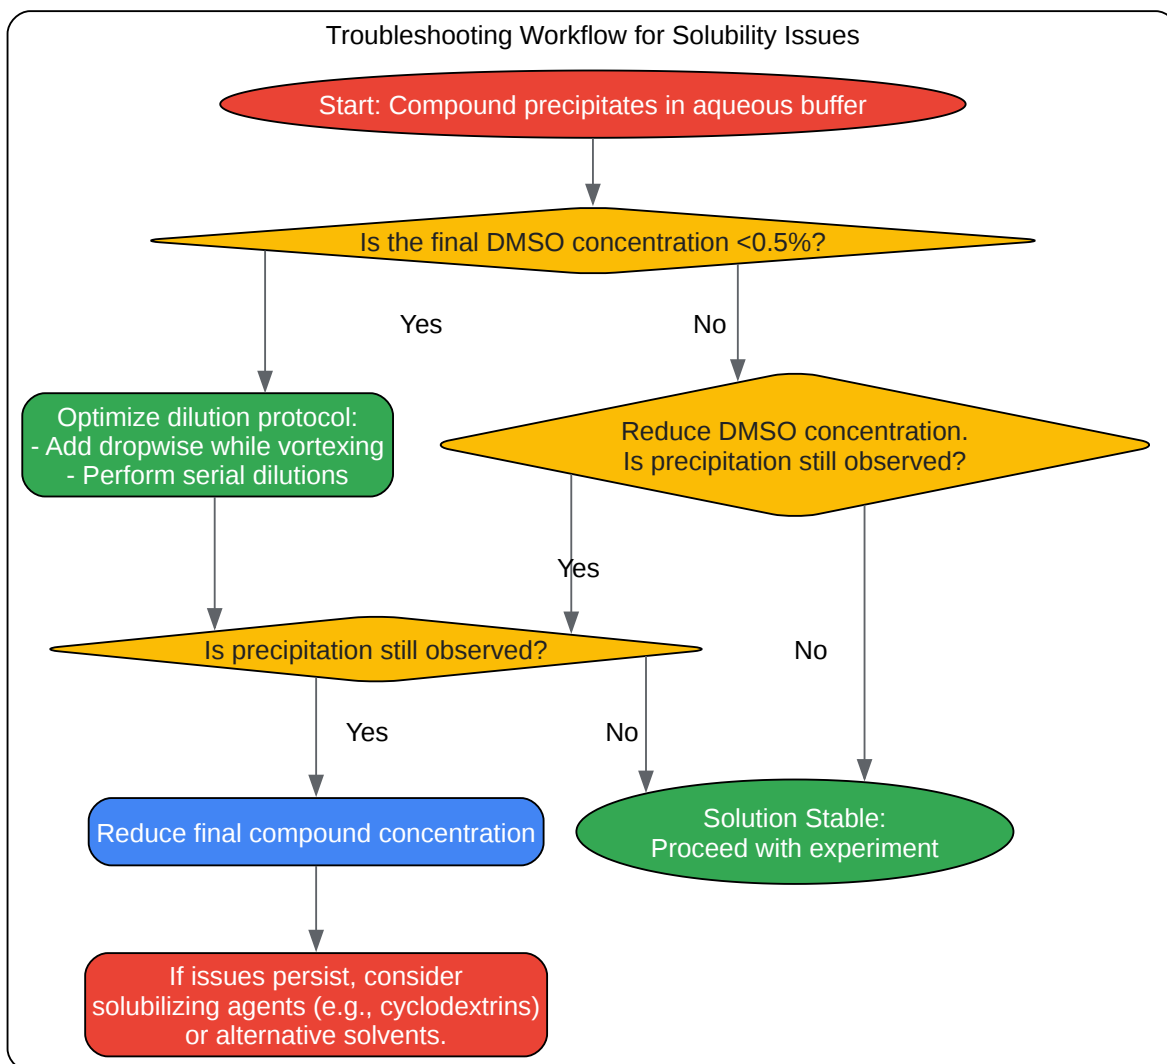 Troubleshooting Workflow for Solubility Issues
Start: Compound precipitates in aqueous buffer
Is the final DMSO concentration <0.5%?
Yes
No
Optimize dilution protocol:
- Add dropwise while vortexing
- Perform serial dilutions
Reduce DMSO concentration.
Is precipitation still observed?
Yes
No
Is precipitation still observed?
Yes
No
Reduce final compound concentration
Solution Stable:
Proceed with experiment
If issues persist, consider
solubilizing agents (e.g., cyclodextrins)
or alternative solvents.